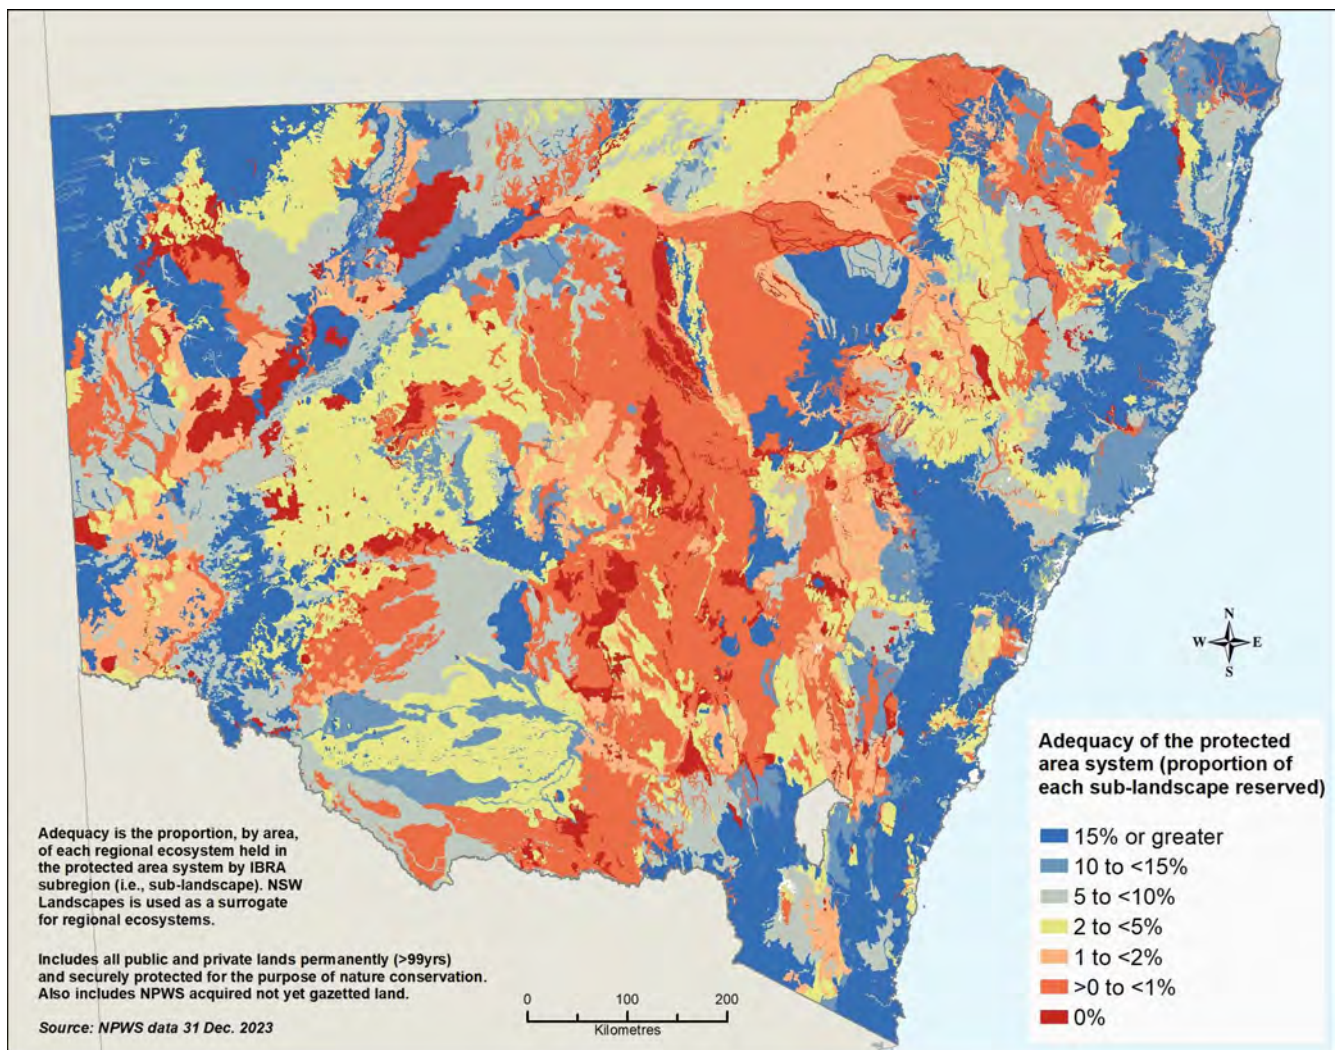 N
W E
S
Adequacy of the protected
area system (proportion of
each sub-landscape reserved)
15% or greater
10 to <15%
5 to <10%
2 to <5%
1 to <2%
>0 to <1%
0%
Adequacy is the proportion, by area,
of each regional ecosystem held in
the protected area system by IBRA
subregion (i.e., sub-landscape). NSW
Landscapes is used as a surrogate
for regional ecosystems.
Includes all public and private lands permanently (>99yrs)
and securely protected for the purpose of nature conservation.
Also includes NPWS acquired not yet gazetted land.
Source: NPWS data 31 Dec. 2023
0 100 200
Kilometres